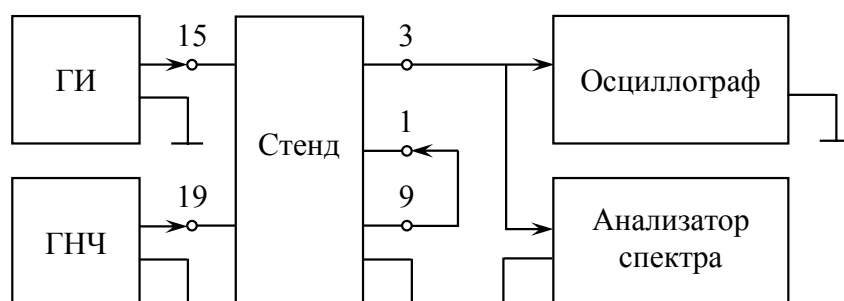 15
3
ГИ
Осциллограф
Стенд
1
19
9
ГНЧ
Анализатор
спектра